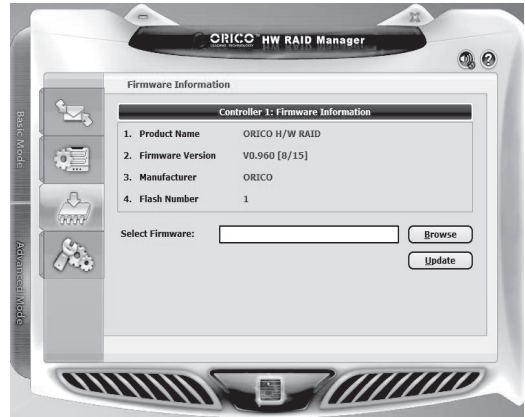 ORICO HW RAID Manager
Firmware Information
Controller 1: Firmware Information
1. Product Name ORICO H/W RAID
2. Firmware Version V0.960 [8/15]
3. Manufacturer ORICO
4. Flash Number 1
Select Firmware: Browse
Update
Basic Mode
Advanced Mode